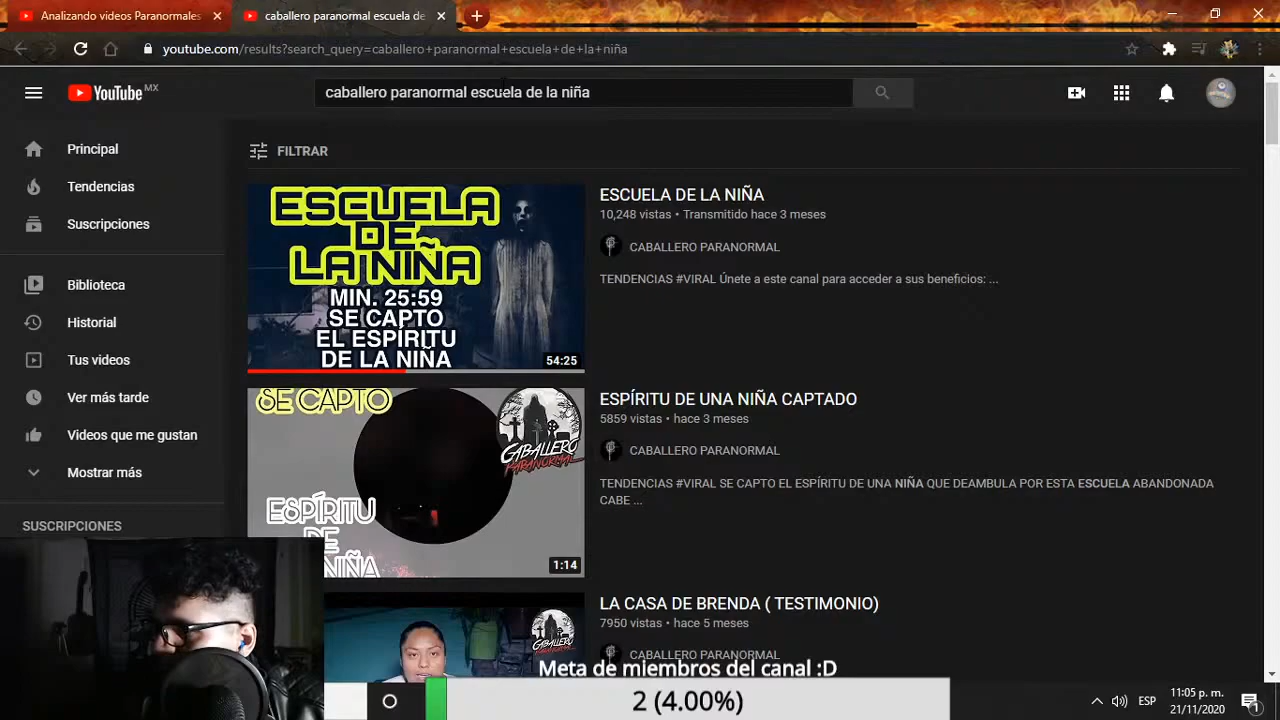 Analizando videos Paranormales
caballero paranormal escuela de
youtube.com/results?search_query=caballero+paranormal+escuela+de+la+niña
YouTube MX
caballero paranormal escuela de la niña
Principal
Tendencias
Suscripciones
Biblioteca
Historial
Tus videos
Ver más tarde
Videos que me gustan
Mostrar más
SUSCRIPCIONES
FILTRAR
ESCUELA
DE
LA NIÑA
MIN. 25:59
SE CAPTO
EL ESPÍRITU
DE LA NIÑA
54:25
ESCUELA DE LA NIÑA
10,248 vistas • Transmitido hace 3 meses
CABALLERO PARANORMAL
TENDENCIAS #VIRAL Únete a este canal para acceder a sus beneficios: ...
SE CAPTO
CABALLERO
PARANORMAL
ESPÍRITU
DE
NIÑA
1:14
ESPÍRITU DE UNA NIÑA CAPTADO
5859 vistas • hace 3 meses
CABALLERO PARANORMAL
TENDENCIAS #VIRAL SE CAPTO EL ESPÍRITU DE UNA NIÑA QUE DEAMBULA POR ESTA ESCUELA ABANDONADA
CABE ...
CABALLERO
LA CASA DE BRENDA ( TESTIMONIO)
7950 vistas • hace 5 meses
CABALLERO PARANORMAL
Meta de miembros del canal :D
2 (4.00%)
ESP
11:05 p. m.
21/11/2020
1